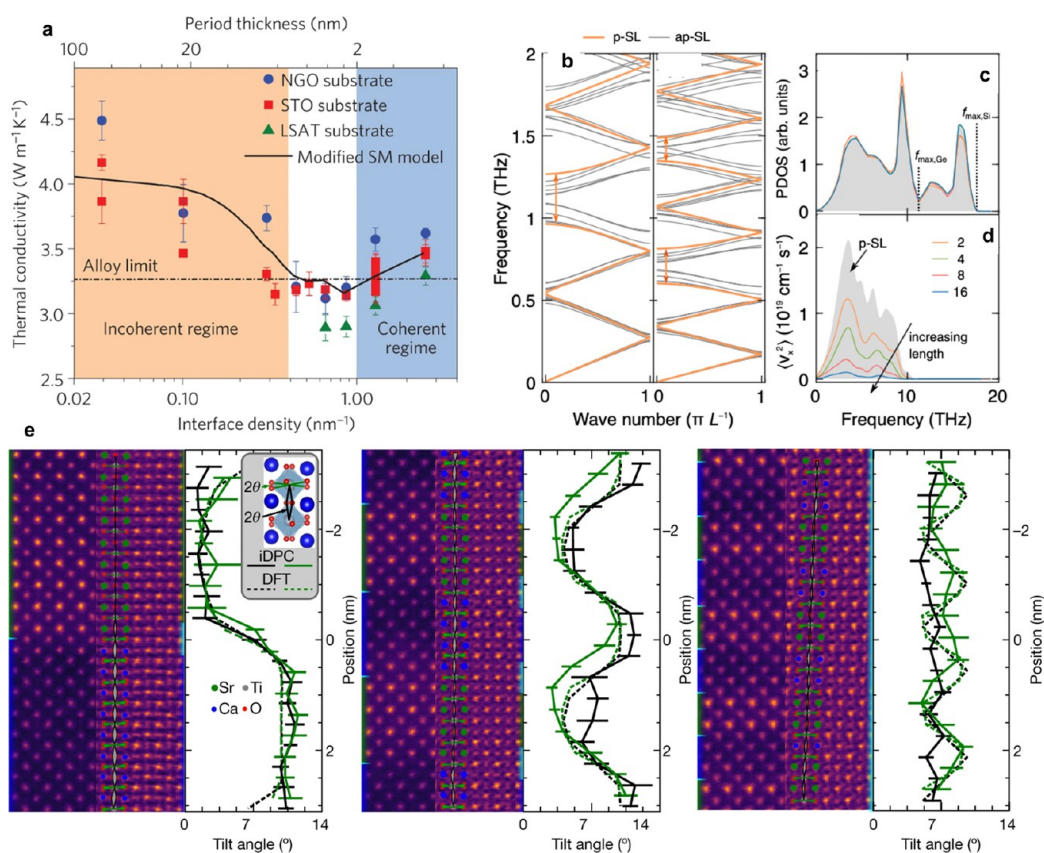 a
Period thickness (nm)
100 20 2
NGO substrate
STO substrate
LSAT substrate
Modified SM model
Thermal conductivity (W m⁻¹K⁻¹)
4.5
4.0
3.5
3.0
2.5
Alloy limit
Incoherent regime
Coherent regime
0.02 0.10 1.00
Interface density (nm⁻¹)
p-SL ap-SL
b
Frequency (THz)
2
1.5
1
0.5
0
0 1 0 1
Wave number (π L⁻¹)
c
PDOS (arb. units)
3
2
1
0
fmax,Ge
fmax,Si
d
p-SL
2
4
8
16
increasing
length
⟨vₓ²⟩ (10¹⁹ cm⁻¹ s⁻¹)
2
1
0
0 10 20
Frequency (THz)
e
2θ
2θ
iDPC
DFT
Sr Ti
Ca O
-2
0
2
Position (nm)
0 7 14
Tilt angle (º)
-2
0
2
Position (nm)
0 7 14
Tilt angle (º)
-2
0
2
Position (nm)
0 7 14
Tilt angle (º)